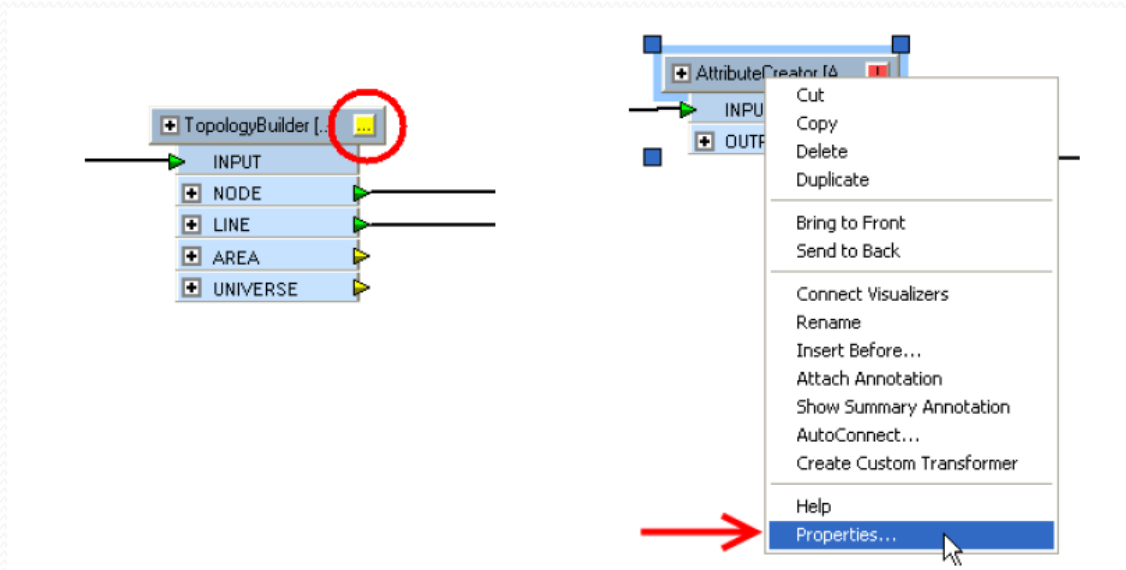 TopologyBuilder [..
...
INPUT
NODE
LINE
AREA
UNIVERSE
AttributeCreator [A
!
INPU
OUTP
Cut
Copy
Delete
Duplicate
Bring to Front
Send to Back
Connect Visualizers
Rename
Insert Before...
Attach Annotation
Show Summary Annotation
AutoConnect...
Create Custom Transformer
Help
Properties...